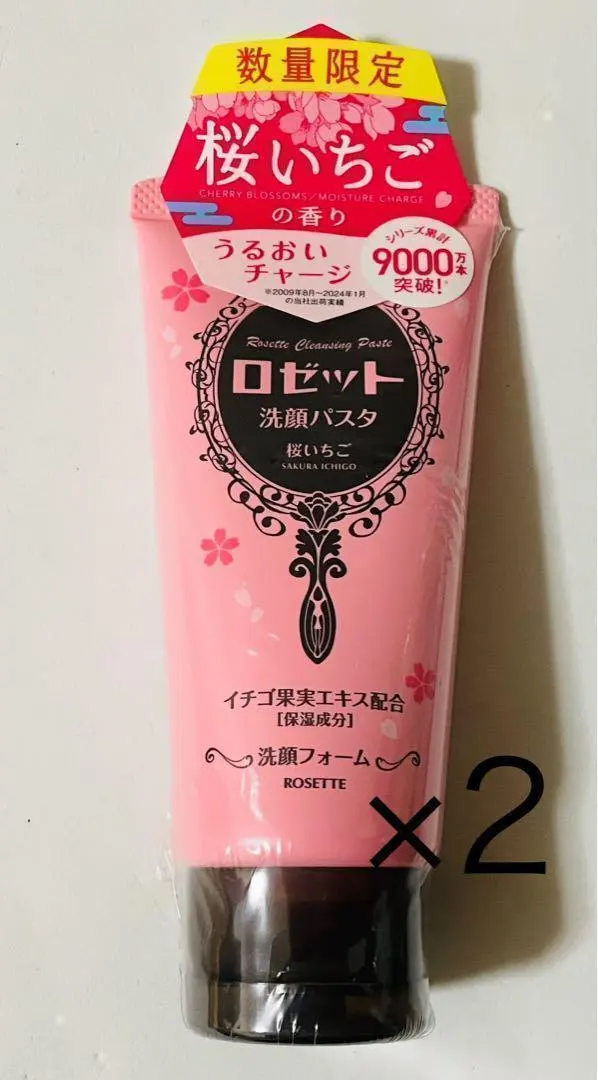 数量限定
桜いちご
CHERRY BLOSSOMS／MOISTURE CHARGE
の香り
うるおい
チャージ
※2009年8月〜2024年1月
の当社出荷実績
シリーズ累計
9000万本
突破!※
Rosette Cleansing Paste
ロゼット
洗顔パスタ
桜いちご
SAKURA ICHIGO
イチゴ果実エキス配合
[保湿成分]
洗顔フォーム
ROSETTE
×2